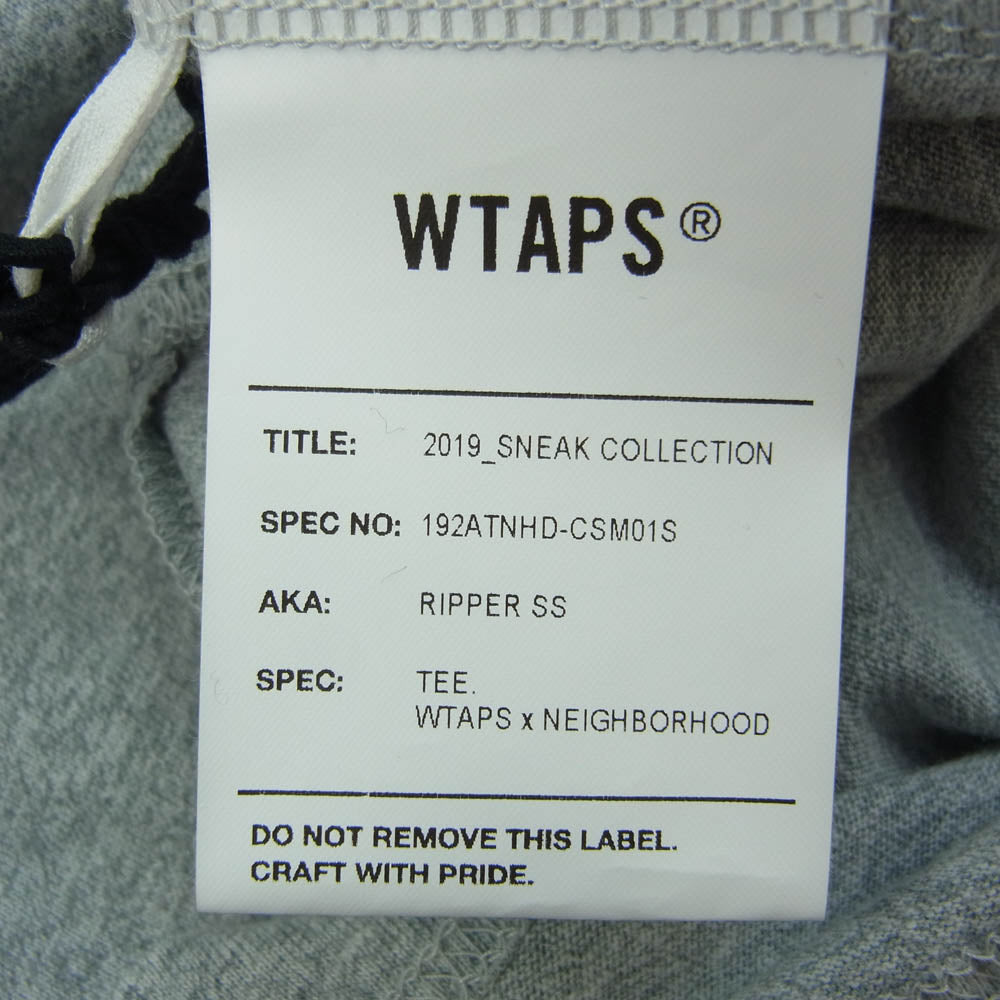 WTAPS®
TITLE: 2019_SNEAK COLLECTION
SPEC NO: 192ATNHD-CSM01S
AKA: RIPPER SS
SPEC: TEE.
WTAPS x NEIGHBORHOOD
DO NOT REMOVE THIS LABEL.
CRAFT WITH PRIDE.